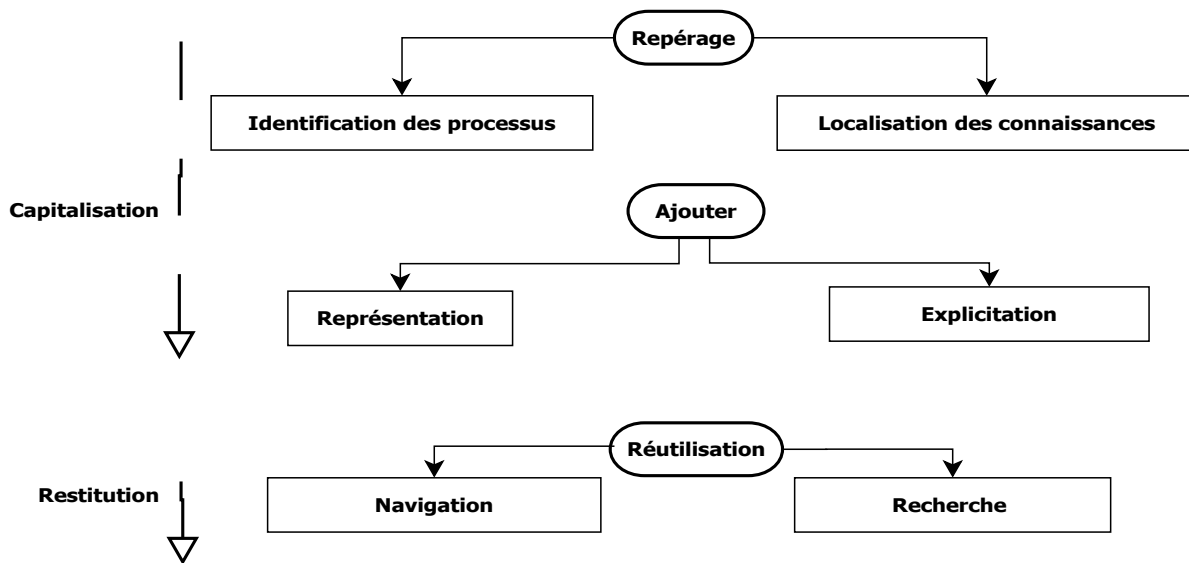 Repérage
Identification des processus
Localisation des connaissances
Capitalisation
Ajouter
Représentation
Explicitation
Réutilisation
Restitution
Navigation
Recherche